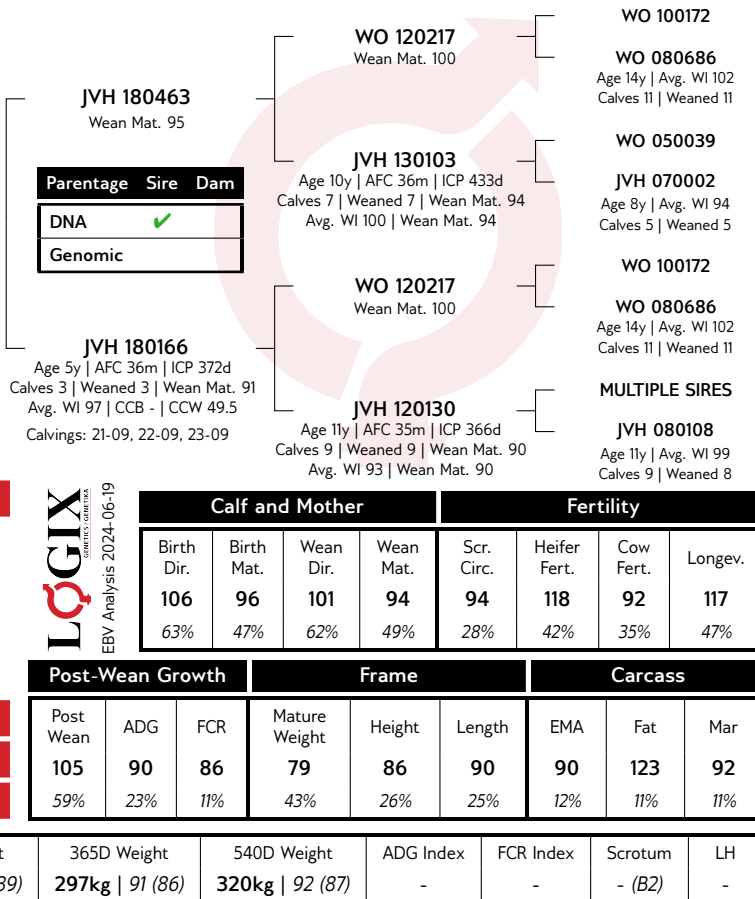 WO 100172
WO 120217
Wean Mat. 100
WO 080686
Age 14y | Avg. WI 102
Calves 11 | Weaned 11
JVH 180463
Wean Mat. 95
WO 050039
JVH 130103
Age 10y | AFC 36m | ICP 433d
Calves 7 | Weaned 7 | Wean Mat. 94
Avg. WI 100 | Wean Mat. 94
JVH 070002
Age 8y | Avg. WI 94
Calves 5 | Weaned 5
Parentage Sire Dam
DNA ✔
Genomic
WO 100172
WO 120217
Wean Mat. 100
WO 080686
Age 14y | Avg. WI 102
Calves 11 | Weaned 11
JVH 180166
Age 5y | AFC 36m | ICP 372d
Calves 3 | Weaned 3 | Wean Mat. 91
Avg. WI 97 | CCB - | CCW 49.5
Calvings: 21-09, 22-09, 23-09
MULTIPLE SIRES
JVH 120130
Age 11y | AFC 35m | ICP 366d
Calves 9 | Weaned 9 | Wean Mat. 90
Avg. WI 93 | Wean Mat. 90
JVH 080108
Age 11y | Avg. WI 99
Calves 9 | Weaned 8
LOGIX
GENETICS / GENETIKA
EBV Analysis 2024-06-19
Calf and Mother Fertility
Birth Dir. Birth Mat. Wean Dir. Wean Mat. Scr. Circ. Heifer Fert. Cow Fert. Longev.
106 96 101 94 94 118 92 117
63% 47% 62% 49% 28% 42% 35% 47%
Post-Wean Growth Frame Carcass
Post Wean ADG FCR Mature Weight Height Length EMA Fat Mar
105 90 86 79 86 90 90 123 92
59% 23% 11% 43% 26% 25% 12% 11% 11%
t 365D Weight 540D Weight ADG Index FCR Index Scrotum LH
39) 297kg | 91 (86) 320kg | 92 (87) - - - (B2) -